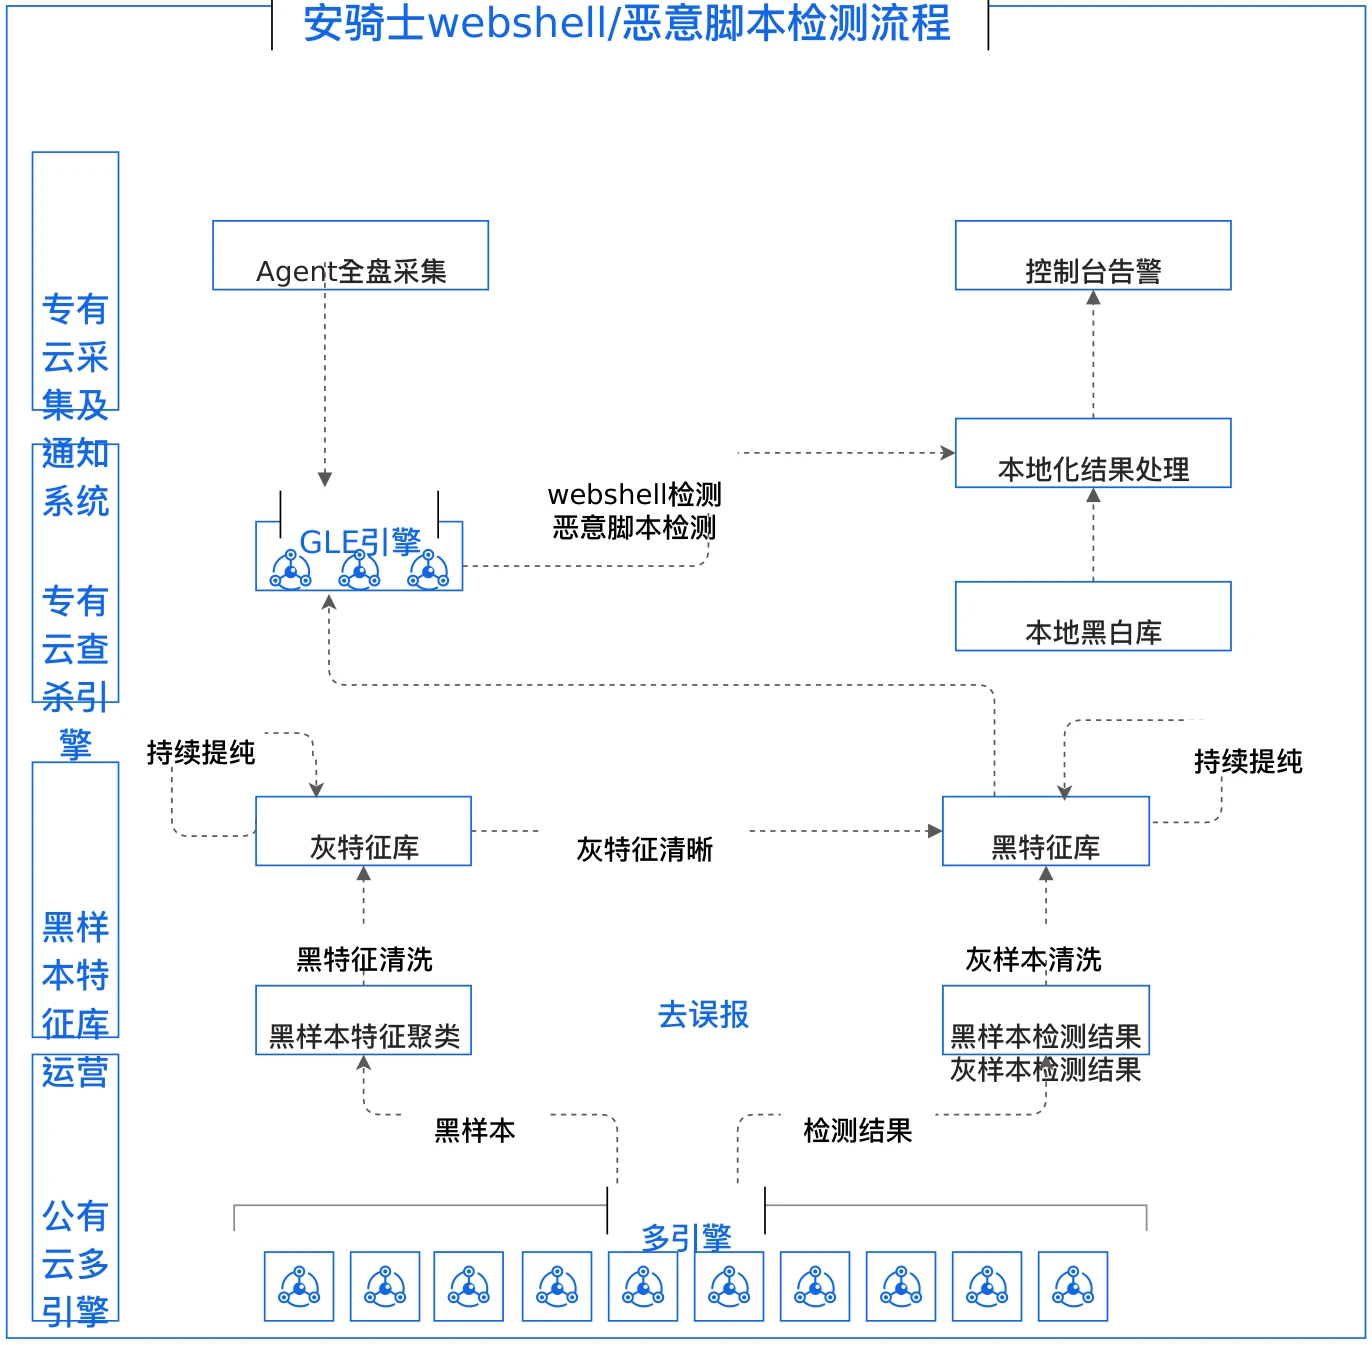 安骑士webshell/恶意脚本检测流程
专有
云采
集及
通知
系统
Agent全盘采集
控制台告警
本地化结果处理
webshell检测
恶意脚本检测
GLE引擎
专有
云查
杀引
擎
本地黑白库
持续提纯
持续提纯
灰特征库
灰特征清晰
黑特征库
黑样
本特
征库
运营
黑特征清洗
灰样本清洗
去误报
黑样本特征聚类
黑样本检测结果
灰样本检测结果
黑样本
检测结果
公有
云多
引擎
多引擎